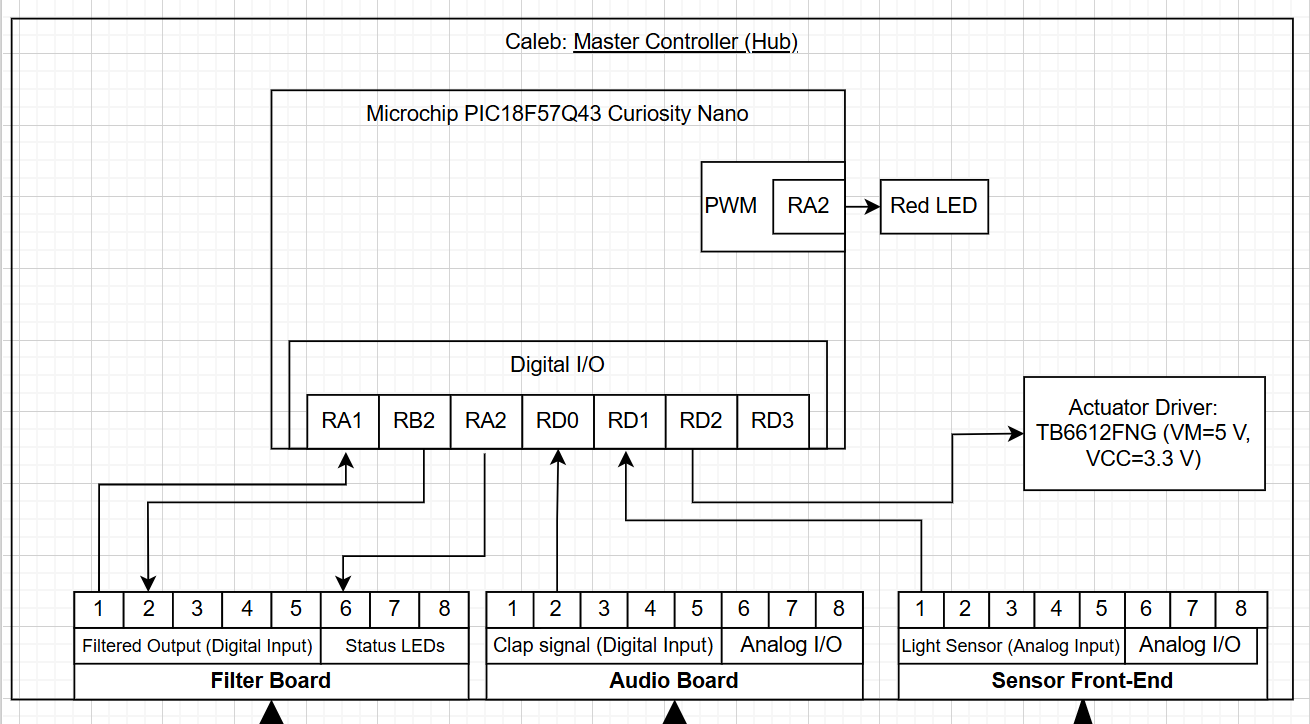 Caleb: Master Controller (Hub)
Microchip PIC18F57Q43 Curiosity Nano
PWM
RA2
Red LED
Digital I/O
RA1 RB2 RA2 RD0 RD1 RD2 RD3
Actuator Driver:
TB6612FNG (VM=5 V,
VCC=3.3 V)
1 2 3 4 5 6 7 8
Filtered Output (Digital Input) Status LEDs
Filter Board
1 2 3 4 5 6 7 8
Clap signal (Digital Input) Analog I/O
Audio Board
1 2 3 4 5 6 7 8
Light Sensor (Analog Input) Analog I/O
Sensor Front-End